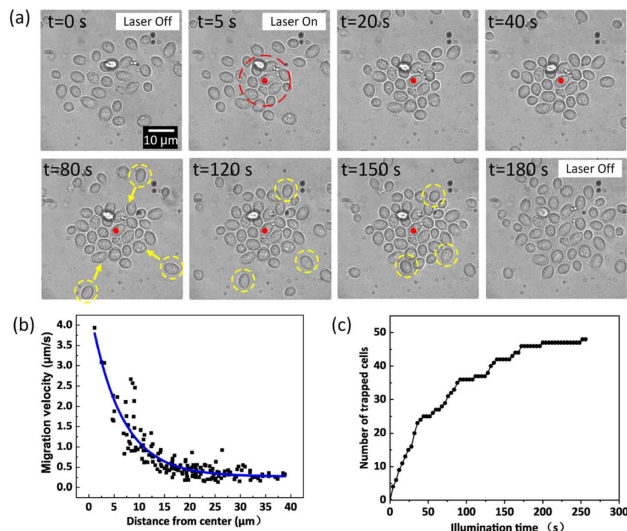 (a)
t=0 s Laser Off
t=5 s Laser On
t=20 s
t=40 s
10 μm
t=80 s
t=120 s
t=150 s
t=180 s Laser Off
(b)
4.0
3.5
3.0
2.5
2.0
1.5
1.0
0.5
0.0
Migration velocity (μm/s)
0 5 10 15 20 25 30 35 40
Distance from center (μm)
(c)
50
40
30
20
10
0
Number of trapped cells
0 50 100 150 200 250 300
Illumination time (s)